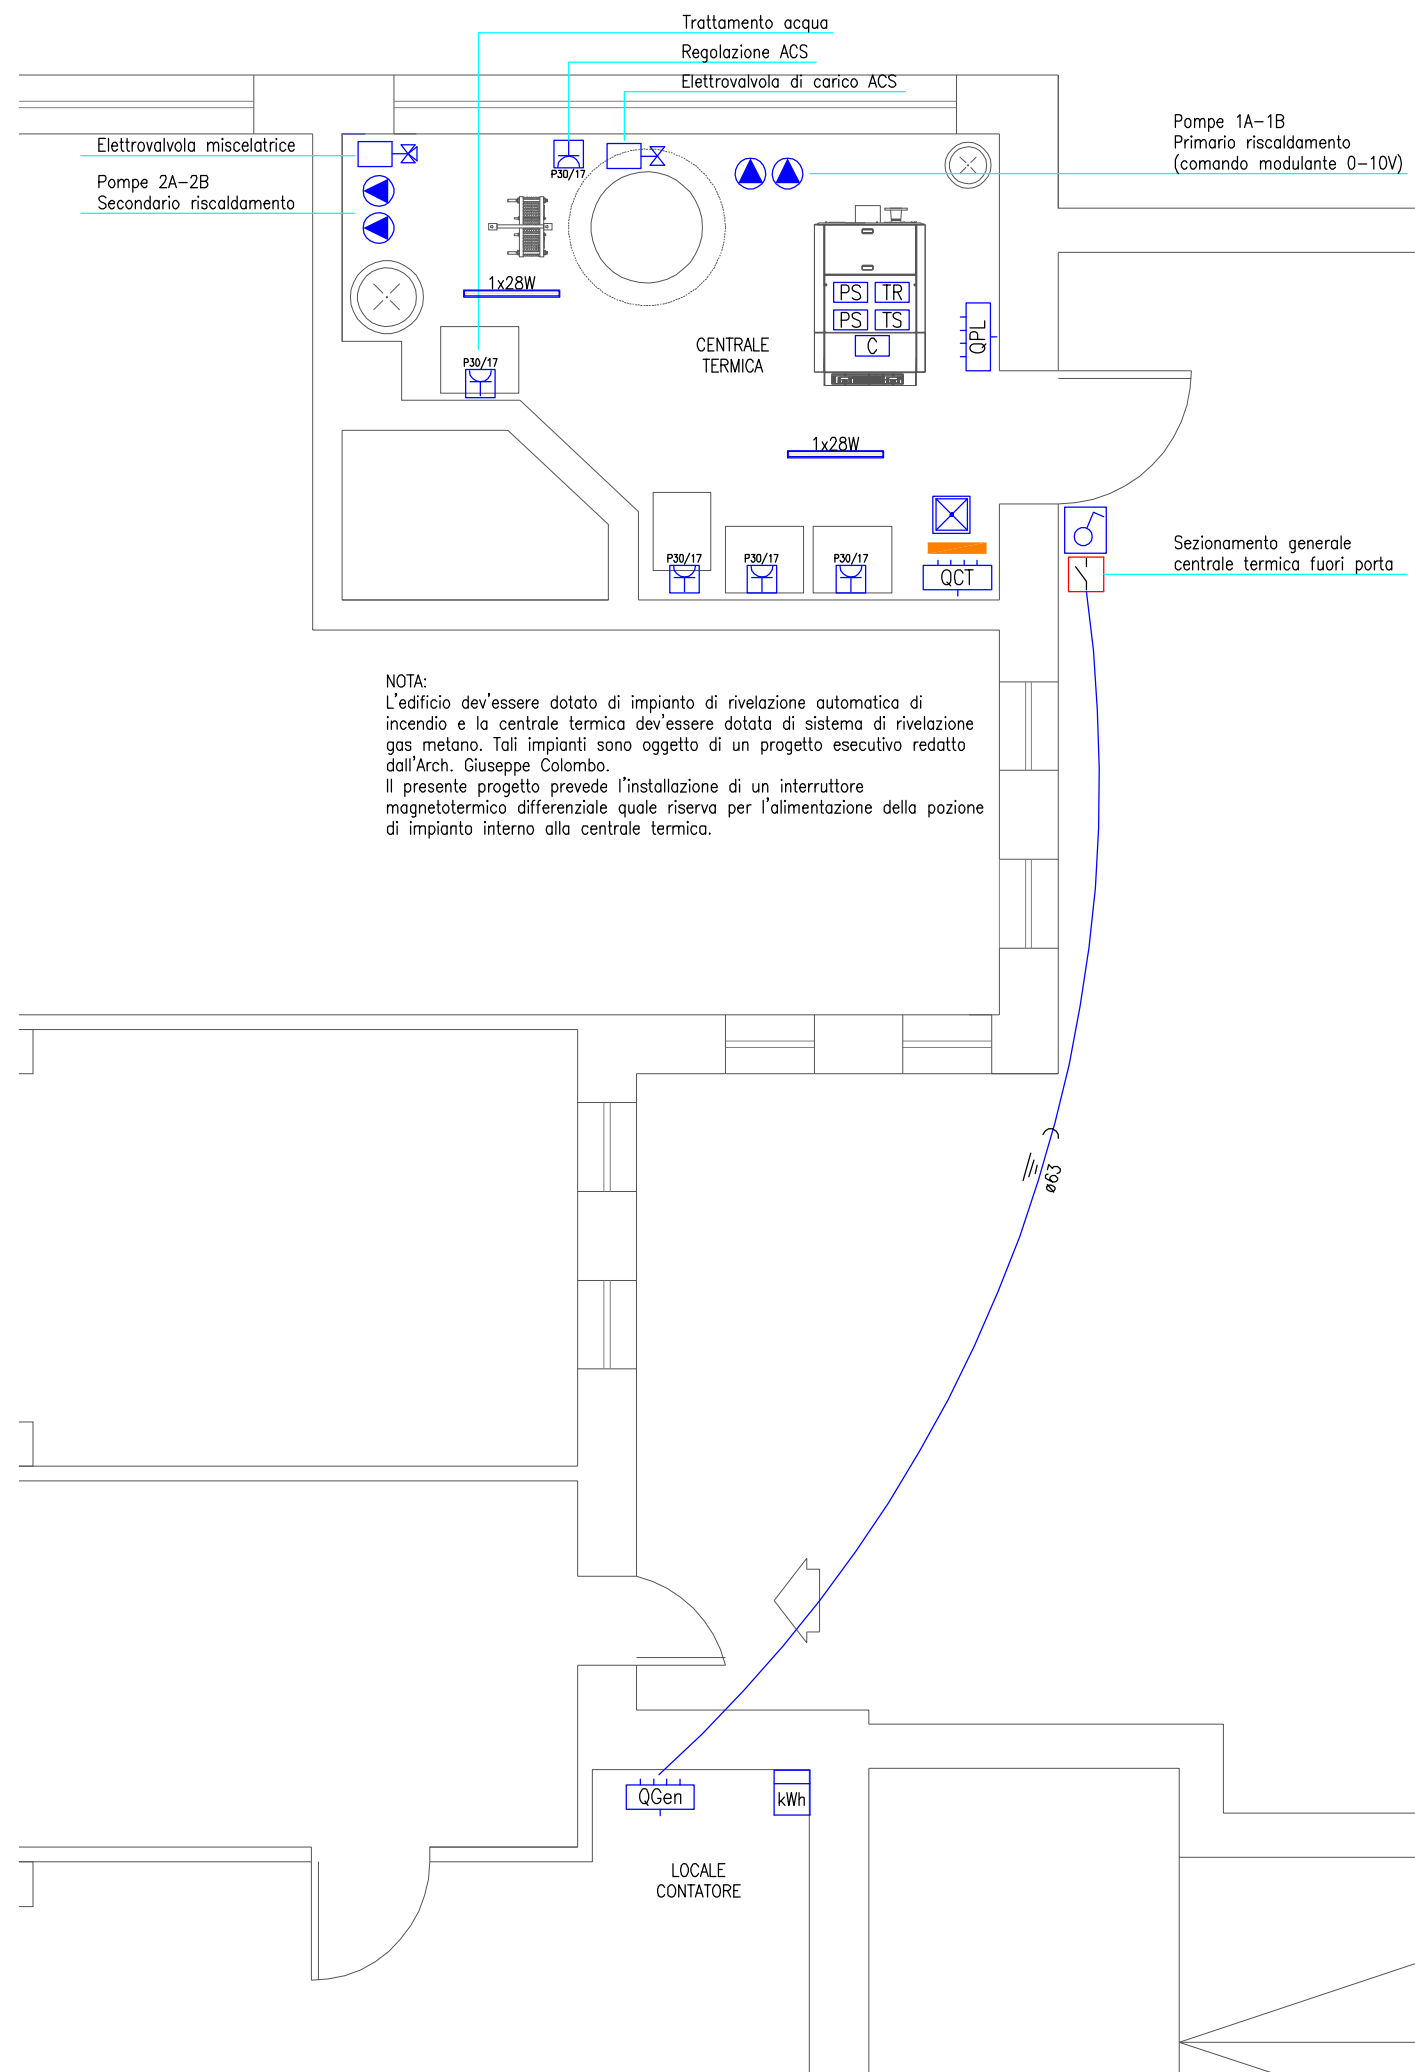 Trattamento acqua
Regolazione ACS
Elettrovalvola di carico ACS
Pompe 1A-1B
Primario riscaldamento
(comando modulante 0-10V)
Elettrovalvola miscelatrice
Pompe 2A-2B
Secondario riscaldamento
P30/17
1x28W
PS TR
PS TS
C
QPL
CENTRALE
TERMICA
P30/17
1x28W
P30/17 P30/17 P30/17
QCT
Sezionamento generale
centrale termica fuori porta
NOTA:
L'edificio dev'essere dotato di impianto di rivelazione automatica di
incendio e la centrale termica dev'essere dotata di sistema di rivelazione
gas metano. Tali impianti sono oggetto di un progetto esecutivo redatto
dall'Arch. Giuseppe Colombo.
Il presente progetto prevede l'installazione di un interruttore
magnetotermico differenziale quale riserva per l'alimentazione della pozione
di impianto interno alla centrale termica.
ø63
QGen
kWh
LOCALE
CONTATORE